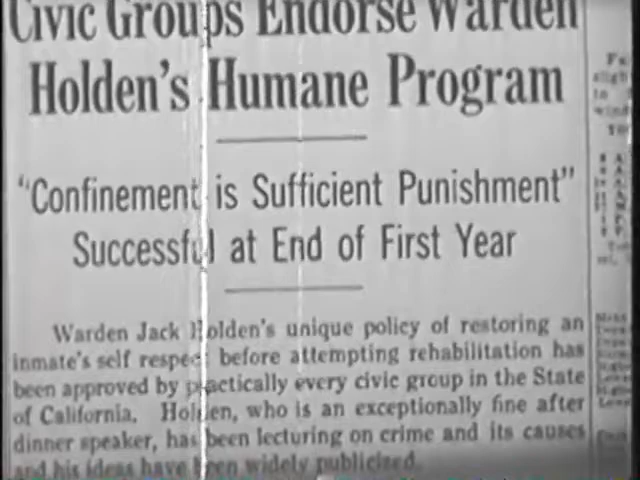 Civic Groups Endorse Warden
Holden's Humane Program
"Confinement is Sufficient Punishment"
Successful at End of First Year
Warden Jack Holden's unique policy of restoring an
inmate's self respect before attempting rehabilitation has
been approved by practically every civic group in the State
of California. Holden, who is an exceptionally fine after
dinner speaker, has been lecturing on crime and its causes
and his ideas have been widely publicized.